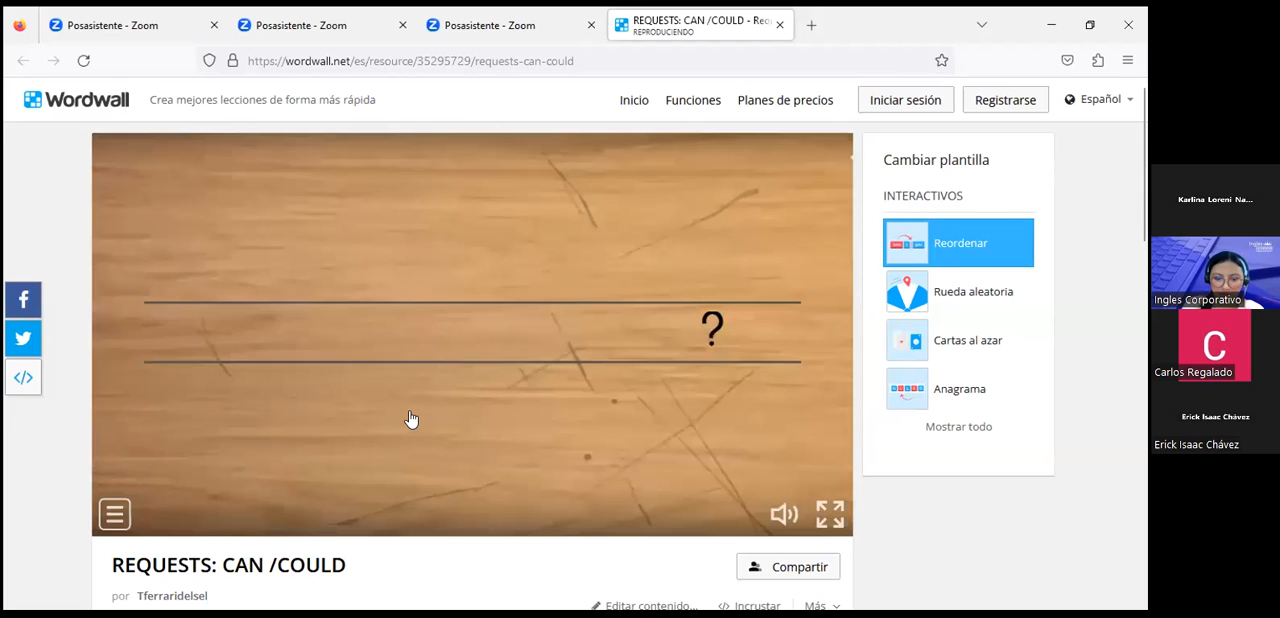 Posasistente - Zoom
Posasistente - Zoom
Posasistente - Zoom
REQUESTS: CAN /COULD - Reo
REPRODUCIENDO
https://wordwall.net/es/resource/35295729/requests-can-could
Wordwall
Crea mejores lecciones de forma más rápida
Inicio
Funciones
Planes de precios
Iniciar sesión
Registrarse
Español
?
Cambiar plantilla
INTERACTIVOS
Reordenar
Rueda aleatoria
Cartas al azar
Anagrama
Mostrar todo
REQUESTS: CAN /COULD
Compartir
por Tferraridelsel
Editar contenido...
Incrustar
Más
Karlina Loreni Na...
Ingles Corporativo
C
Carlos Regalado
Erick Isaac Chávez
Erick Isaac Chávez